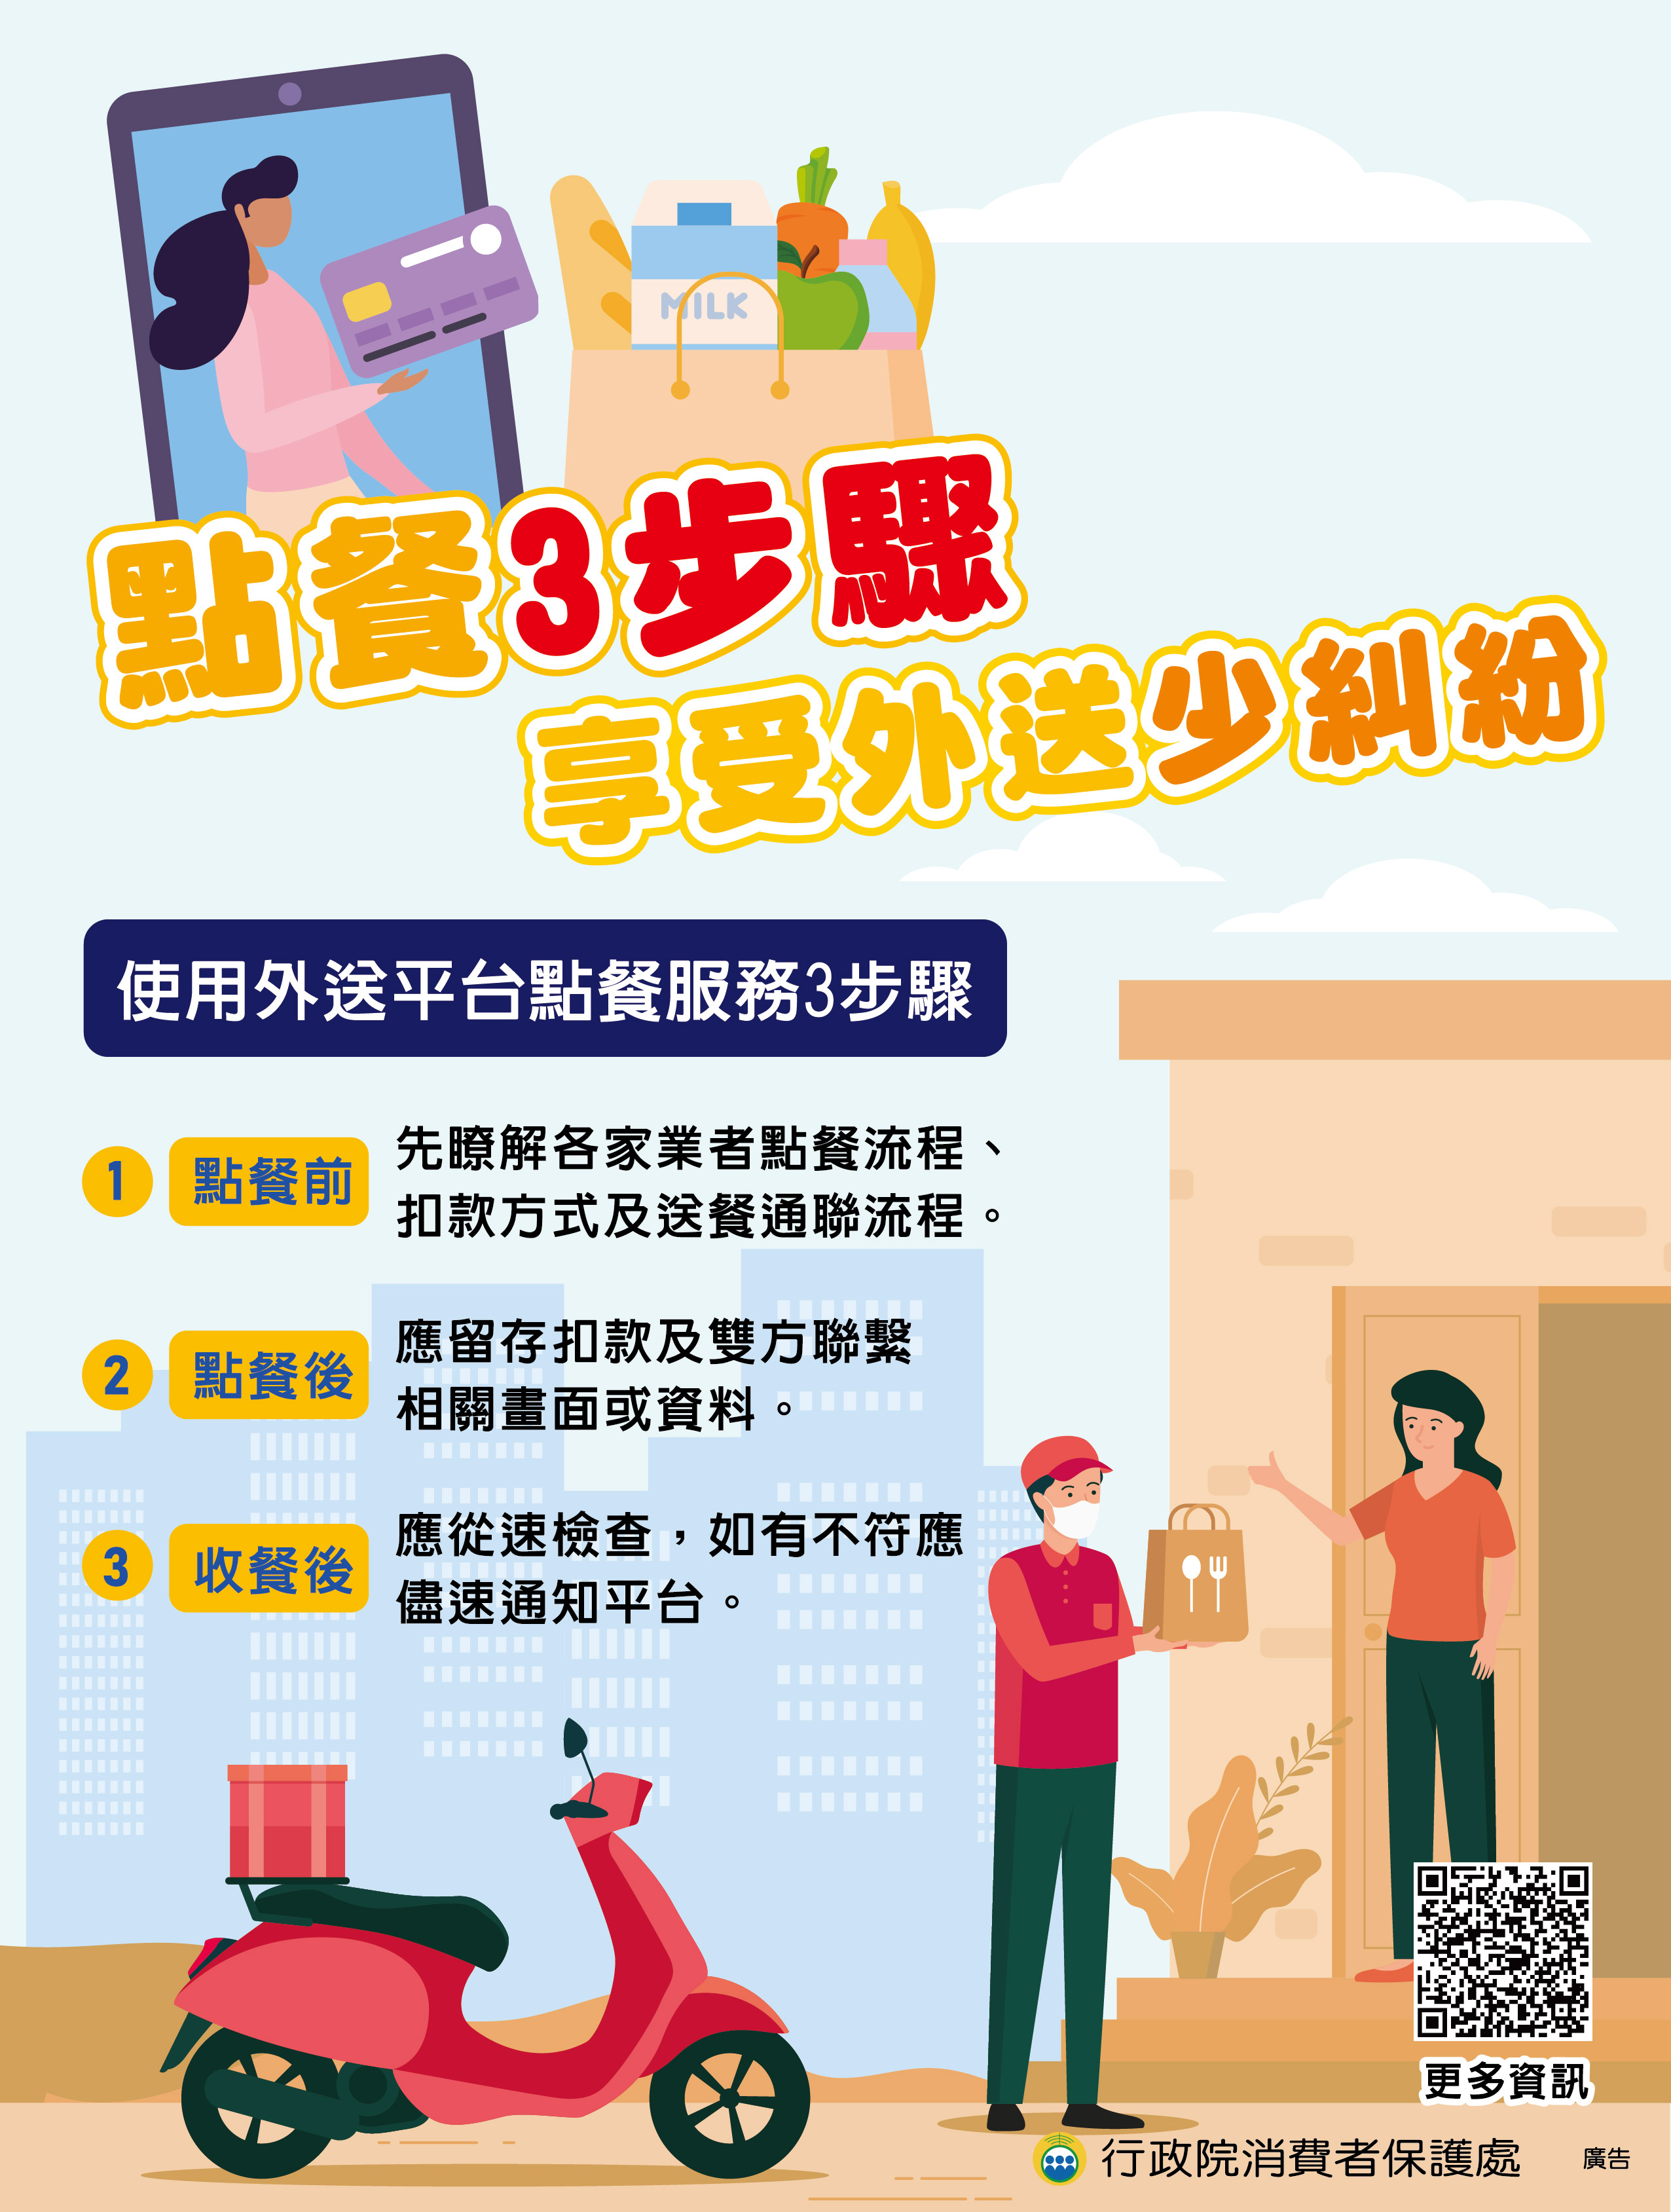 MILK
點餐3步驟
享受外送少糾紛
使用外送平台點餐服務3步驟
1 點餐前
先瞭解各家業者點餐流程、
扣款方式及送餐通聯流程。
2 點餐後
應留存扣款及雙方聯繫
相關畫面或資料。
3 收餐後
應從速檢查，如有不符應
儘速通知平台。
更多資訊
行政院消費者保護處
廣告